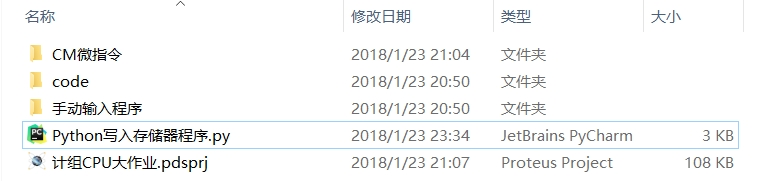 名称 修改日期 类型 大小
CM微指令 2018/1/23 21:04 文件夹
code 2018/1/23 20:50 文件夹
手动输入程序 2018/1/23 20:50 文件夹
Python写入存储器程序.py 2018/1/23 23:34 JetBrains PyCharm 3 KB
计组CPU大作业.pdsprj 2018/1/23 21:07 Proteus Project 108 KB